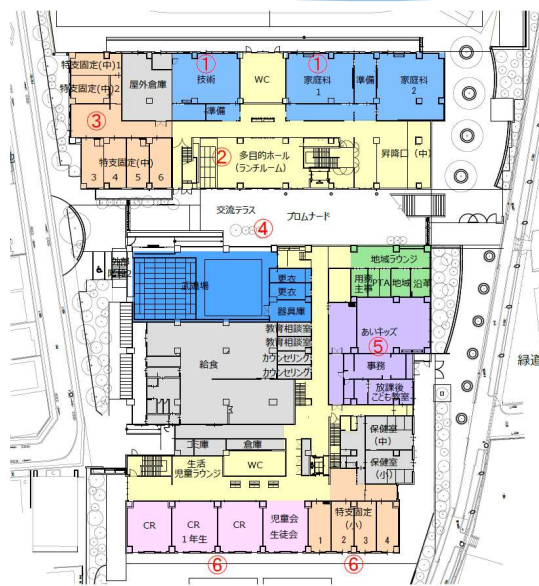 ①
①
特支固定(中)1
特支固定(中)2
屋外倉庫
技術
WC
家庭科
1
準備
家庭科
2
準備
③
特支固定(中)
3 4 5 6
②
多目的ホール
(ランチルーム)
昇降口(中)
交流テラス
プロムナード
④
武道場
更衣
更衣
器具庫
地域ラウンジ
用務
主事
PTA
地域
沿革
教育相談室
教育相談室
カウンセリング
カウンセリング
給食
あいキッズ
⑤
事務
放課後
こども教室
緑道
倉庫
保健室
(中)
保健室
(小)
生活
児童ラウンジ
WC
CR
CR
1年生
CR
児童会
生徒会
特支固定
(小)
1 2 3 4
⑥
⑥